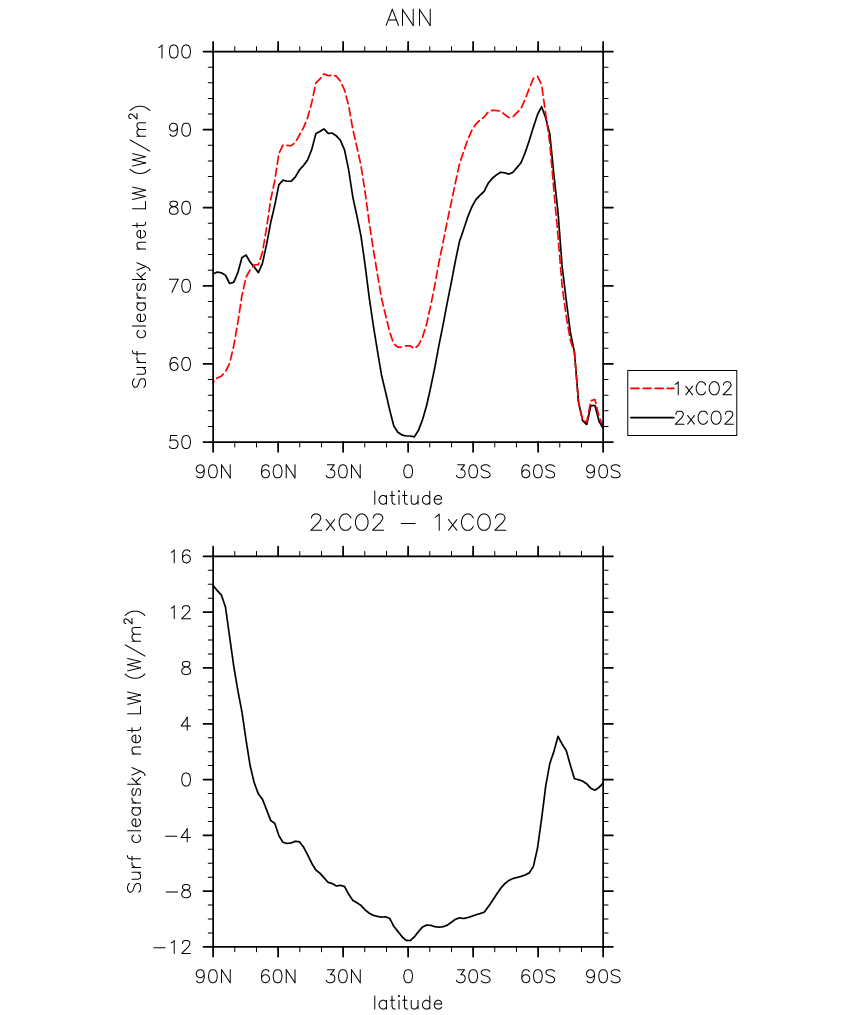 ANN
Surf clearsky net LW (W/m²)
100
90
80
70
60
50
90N 60N 30N 0 30S 60S 90S
latitude
1xCO2
2xCO2
2xCO2 − 1xCO2
Surf clearsky net LW (W/m²)
16
12
8
4
0
−4
−8
−12
90N 60N 30N 0 30S 60S 90S
latitude